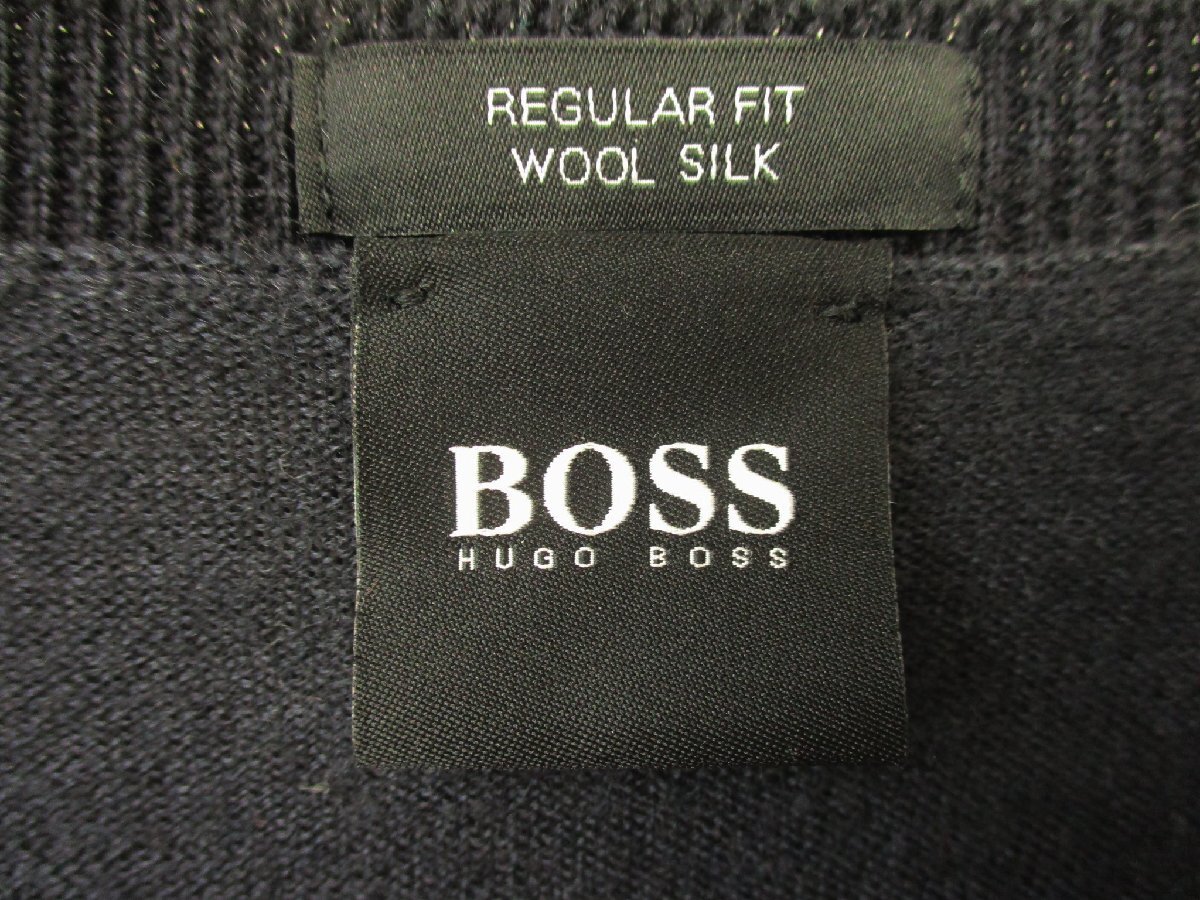 REGULAR FIT
WOOL SILK
BOSS
HUGO BOSS